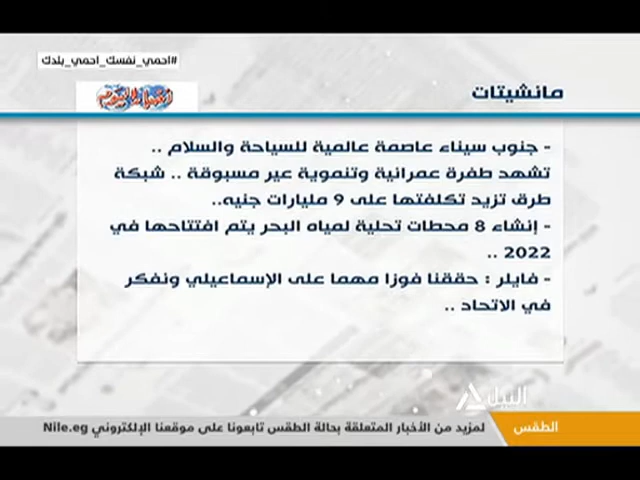 #احمي_نفسك_احمي_بلدك
مانشيتات
أخبار اليوم
- جنوب سيناء عاصمة عالمية للسياحة والسلام ..
تشهد طفرة عمرانية وتنموية غير مسبوقة .. شبكة
طرق تزيد تكلفتها على 9 مليارات جنيه..
- إنشاء 8 محطات تحلية لمياه البحر يتم افتتاحها في
2022 ..
- فايلر : حققنا فوزا مهما على الإسماعيلي ونفكر
في الاتحاد ..
النيل
الطقس
لمزيد من الأخبار المتعلقة بحالة الطقس تابعونا على موقعنا الإلكتروني Nile.eg